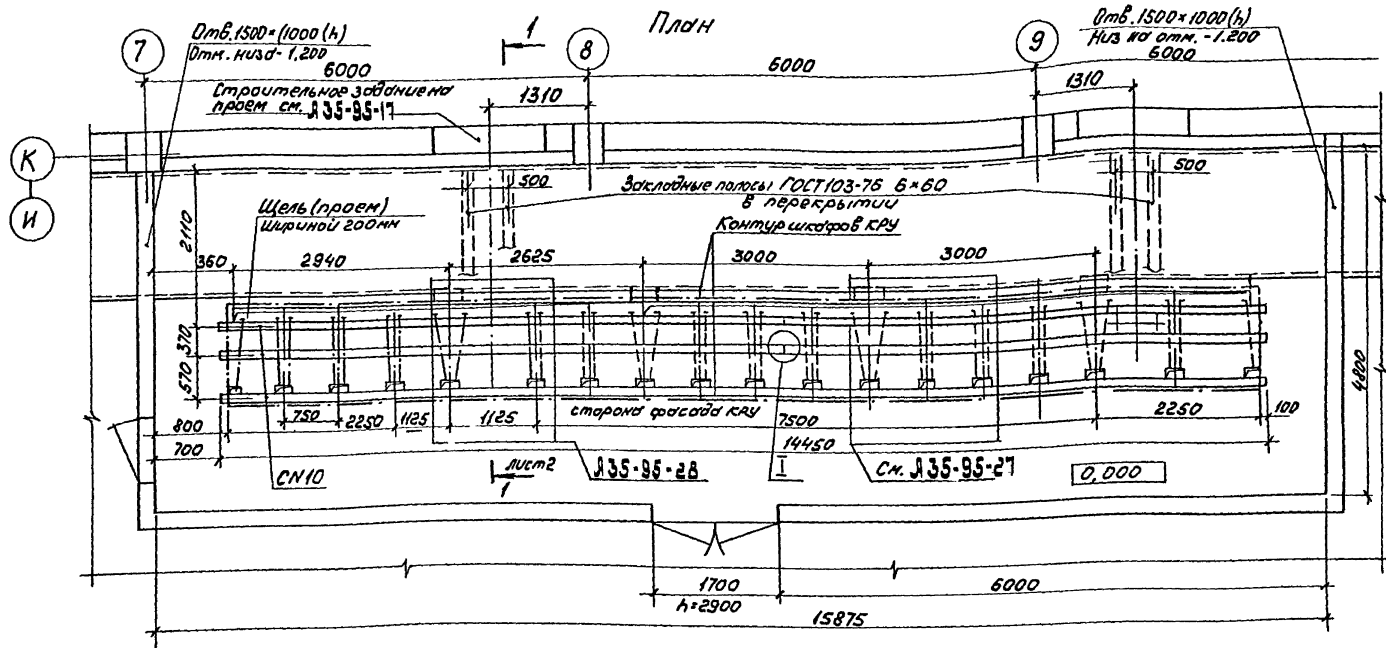 План
Отв. 1500×(1000(h)
Отм. низа - 1.200
7
1
8
9
Отв. 1500×1000(h)
Низ на отм. - 1.200
6000
6000
6000
Строительное задание на
проем см. А35-95-17
1310
1310
К
И
500
500
Закладные полосы ГОСТ 103-76 6×60
в перекрытии
Щель (проем)
шириной 200мм
Контур шкафов КРУ
2110
360
2940
2625
3000
3000
370
570
4800
I
750
2250
1125
1125
сторона фасада КРУ
7500
2250
100
800
700
14450
СN10
лист2
1
А35-95-28
I
См. А35-95-27
0,000
1700
h=2900
6000
15875